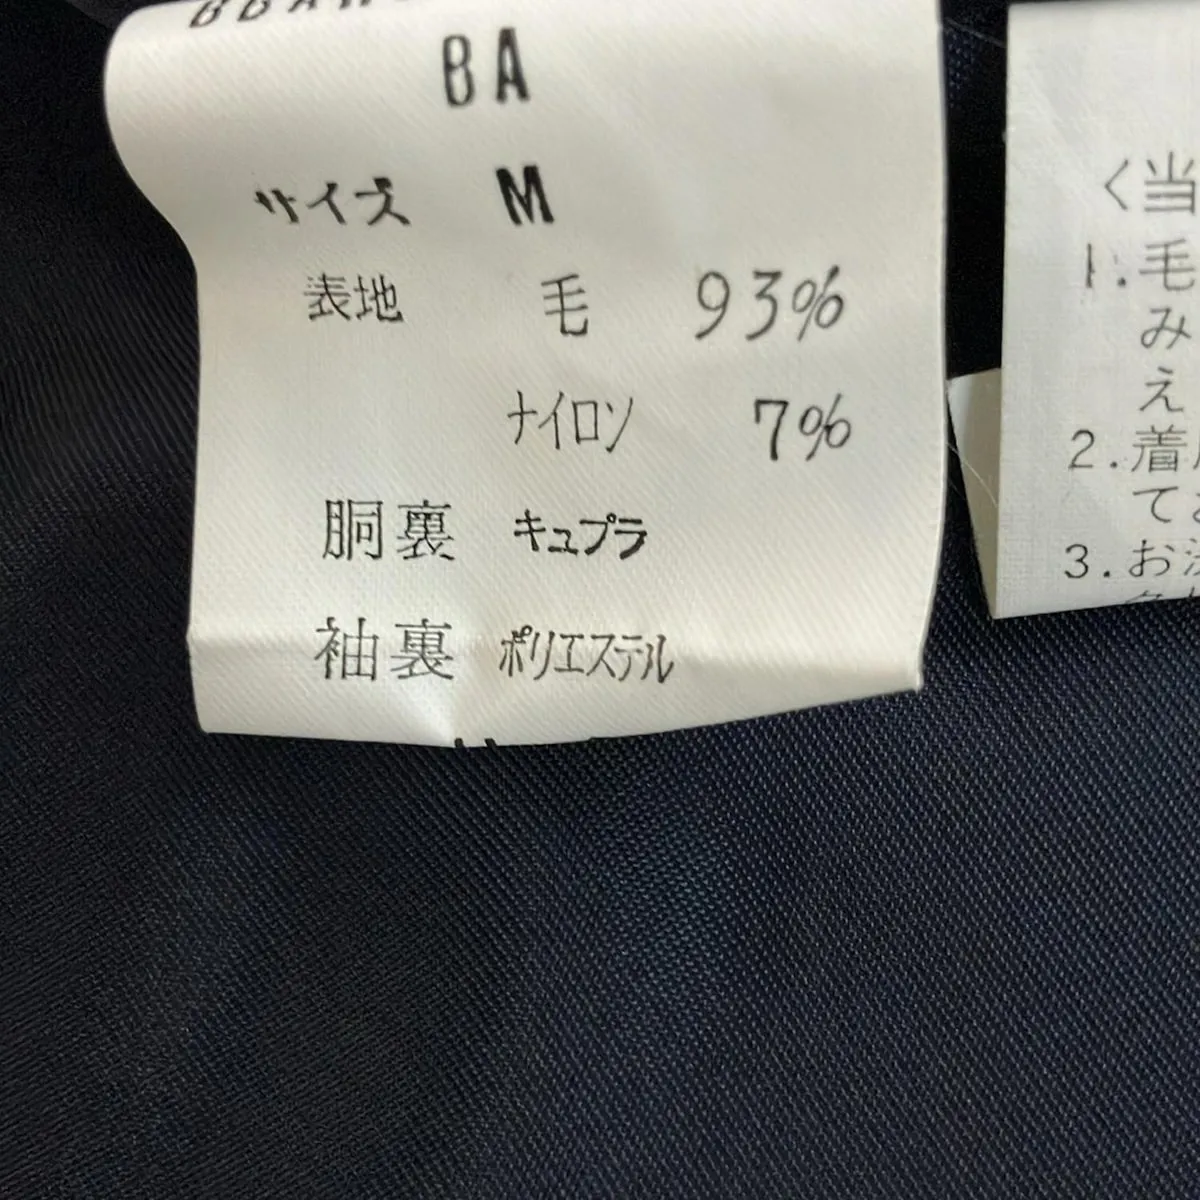 BA
サイズ M
表地 毛 93%
ナイロン 7%
胴裏 キュプラ
袖裏 ポリエステル
く当
1.毛
み
え
2.着
て
3.お